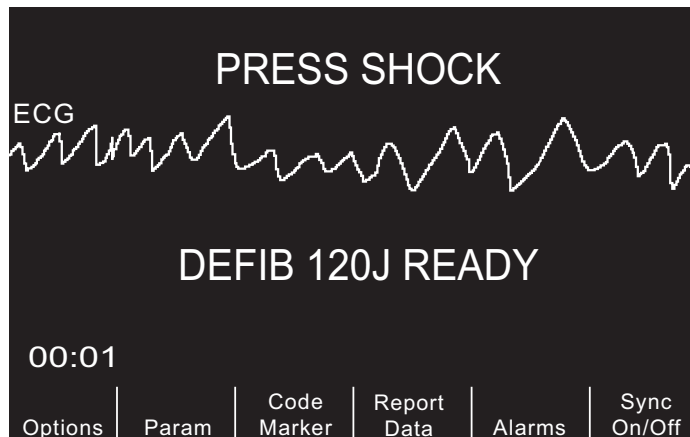 PRESS SHOCK
ECG
DEFIB 120J READY
00:01
Options
Param
Code
Marker
Report
Data
Alarms
Sync
On/Off